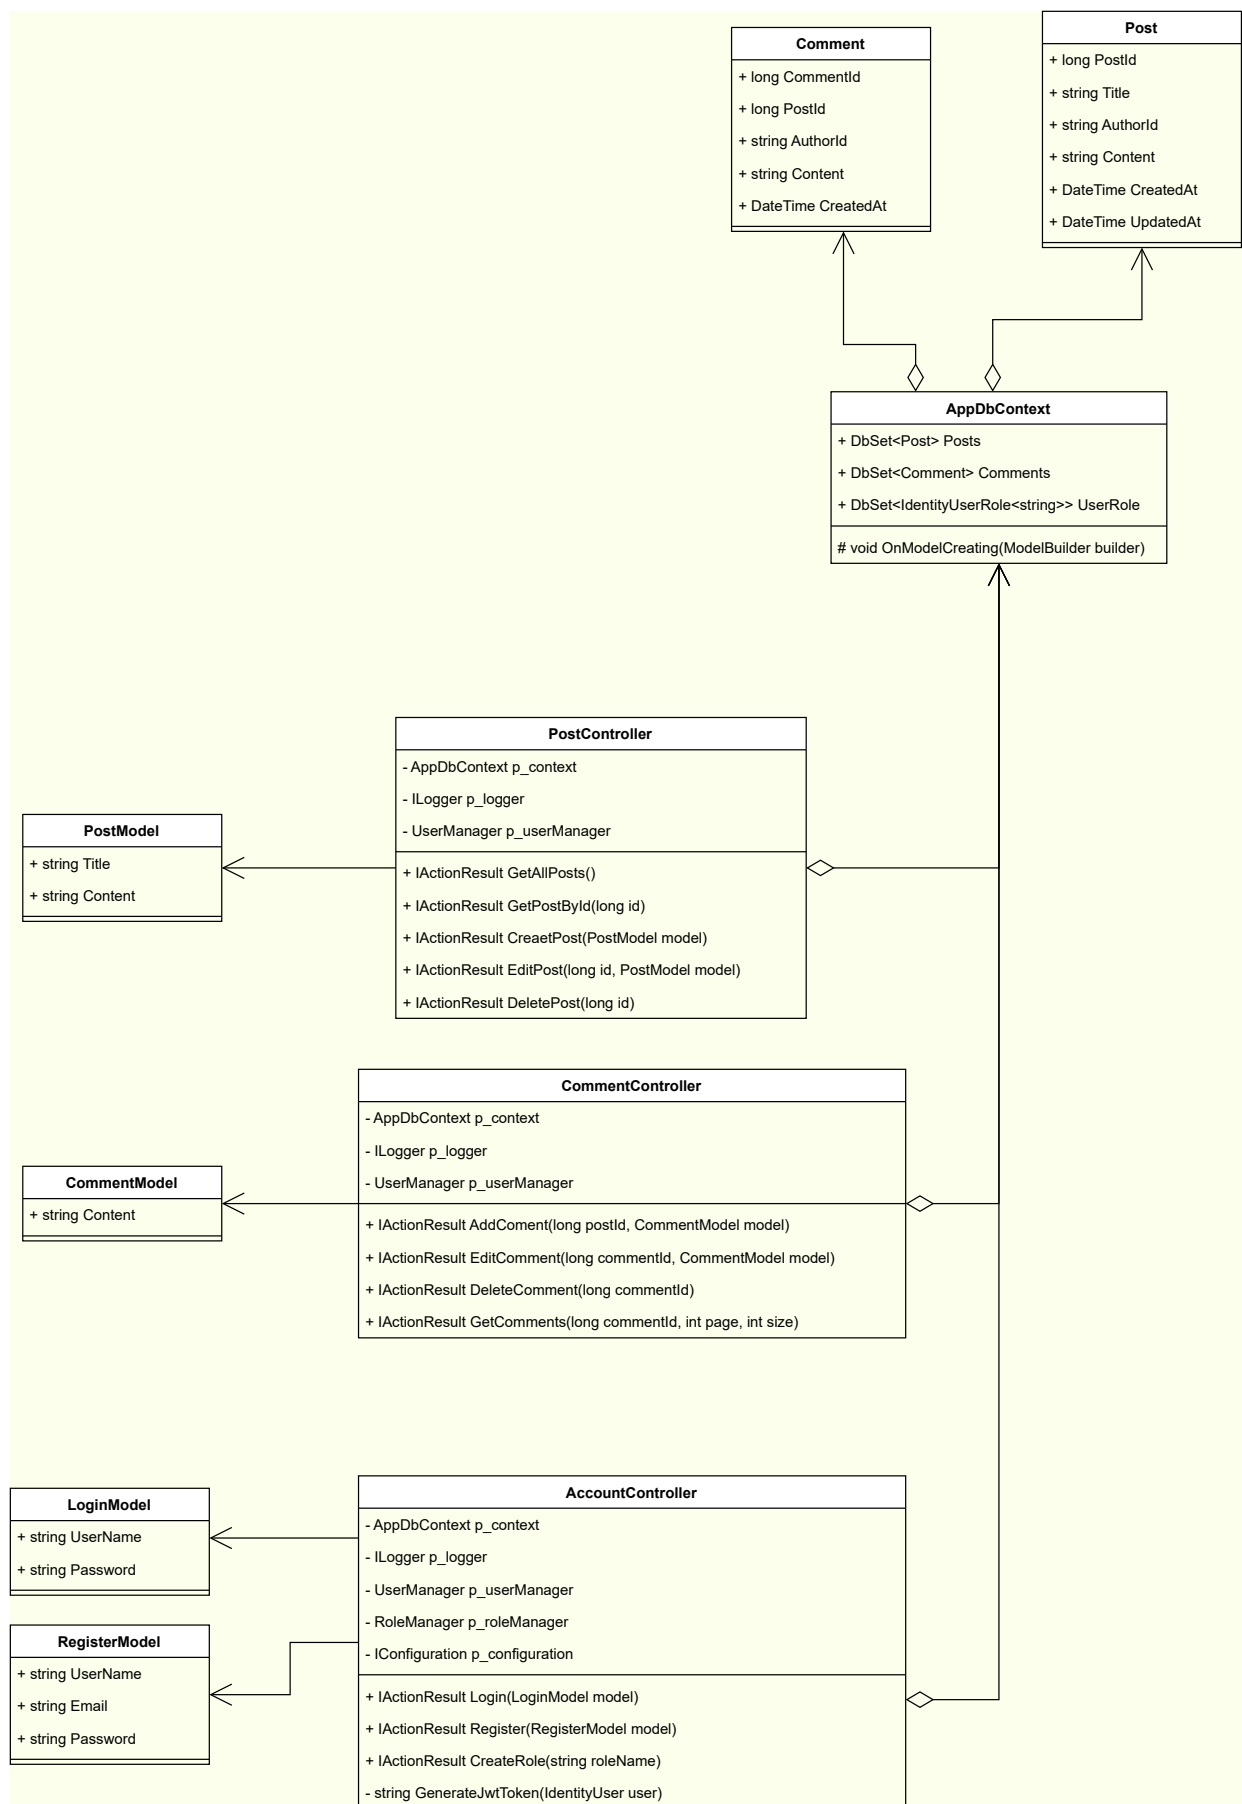 Comment
+ long CommentId
+ long PostId
+ string AuthorId
+ string Content
+ DateTime CreatedAt
Post
+ long PostId
+ string Title
+ string AuthorId
+ string Content
+ DateTime CreatedAt
+ DateTime UpdatedAt
AppDbContext
+ DbSet<Post> Posts
+ DbSet<Comment> Comments
+ DbSet<IdentityUserRole<string>> UserRole
# void OnModelCreating(ModelBuilder builder)
PostController
- AppDbContext p_context
- ILogger p_logger
- UserManager p_userManager
+ IActionResult GetAllPosts()
+ IActionResult GetPostById(long id)
+ IActionResult CreaetPost(PostModel model)
+ IActionResult EditPost(long id, PostModel model)
+ IActionResult DeletePost(long id)
PostModel
+ string Title
+ string Content
CommentController
- AppDbContext p_context
- ILogger p_logger
- UserManager p_userManager
+ IActionResult AddComent(long postId, CommentModel model)
+ IActionResult EditComment(long commentId, CommentModel model)
+ IActionResult DeleteComment(long commentId)
+ IActionResult GetComments(long commentId, int page, int size)
CommentModel
+ string Content
AccountController
- AppDbContext p_context
- ILogger p_logger
- UserManager p_userManager
- RoleManager p_roleManager
- IConfiguration p_configuration
+ IActionResult Login(LoginModel model)
+ IActionResult Register(RegisterModel model)
+ IActionResult CreateRole(string roleName)
- string GenerateJwtToken(IdentityUser user)
LoginModel
+ string UserName
+ string Password
RegisterModel
+ string UserName
+ string Email
+ string Password